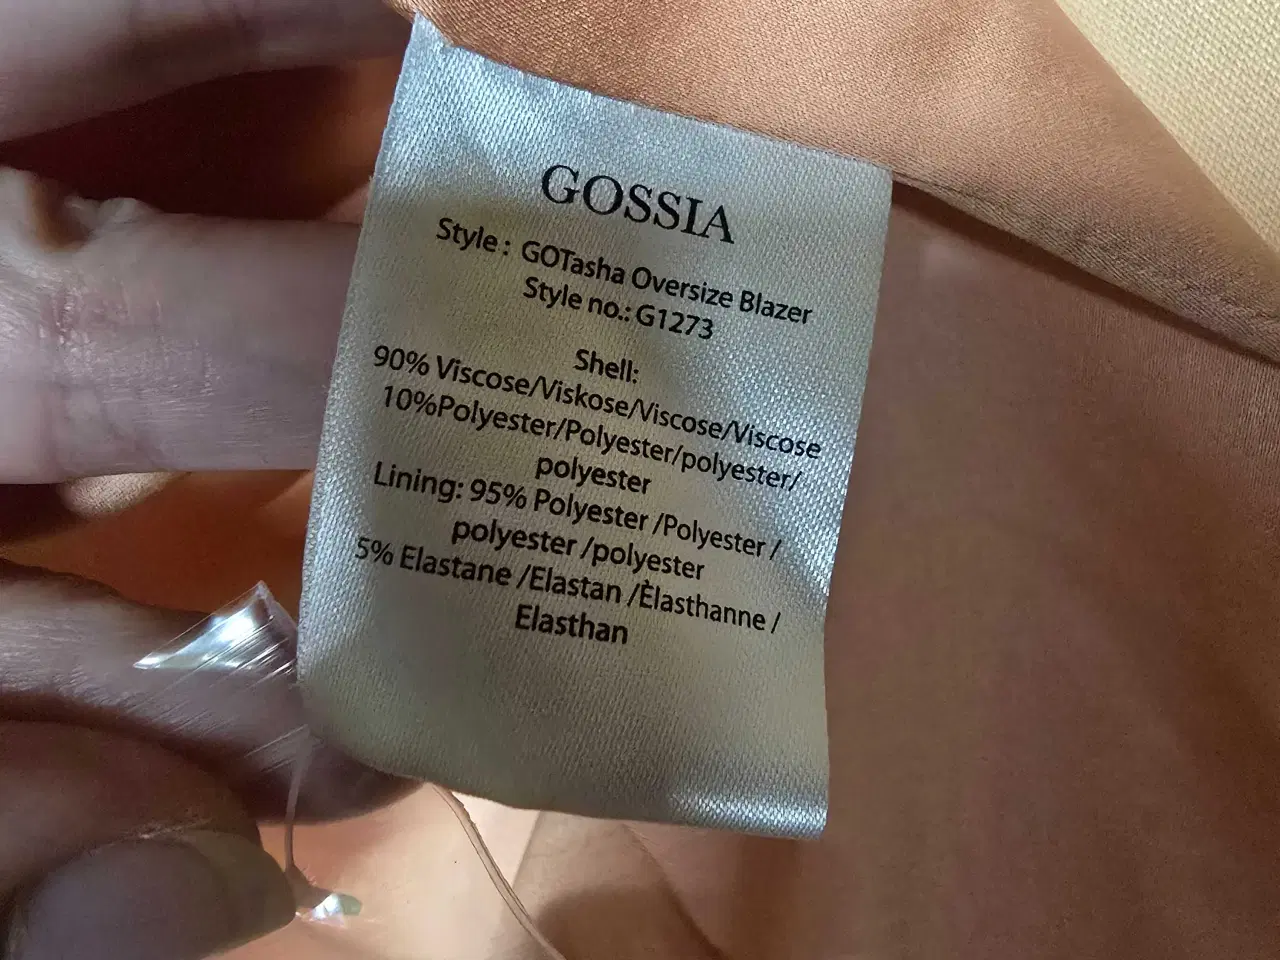 GOSSIA
Style : GOTasha Oversize Blazer
Style no.: G1273
Shell:
90% Viscose/Viskose/Viscose/Viscose
10%Polyester/Polyester/polyester/
polyester
Lining: 95% Polyester /Polyester /
polyester /polyester
5% Elastane /Elastan /Èlasthanne /
Elasthan